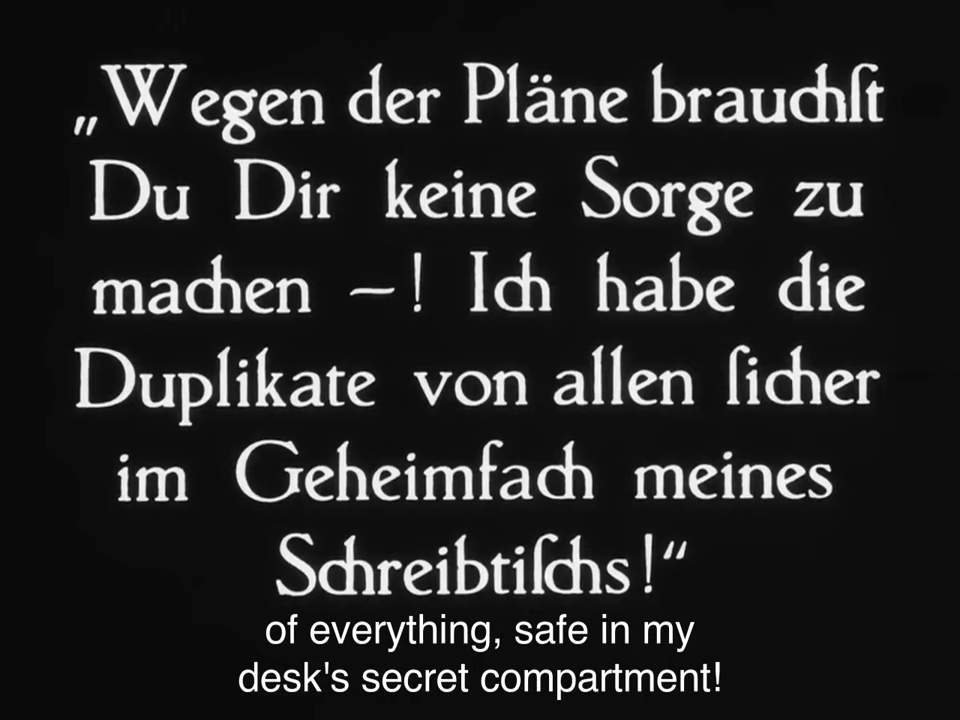 „Wegen der Pläne brauchſt
Du Dir keine Sorge zu
machen –! Ich habe die
Duplikate von allen ſicher
im Geheimfach meines
Schreibtiſchs!“
of everything, safe in my
desk's secret compartment!